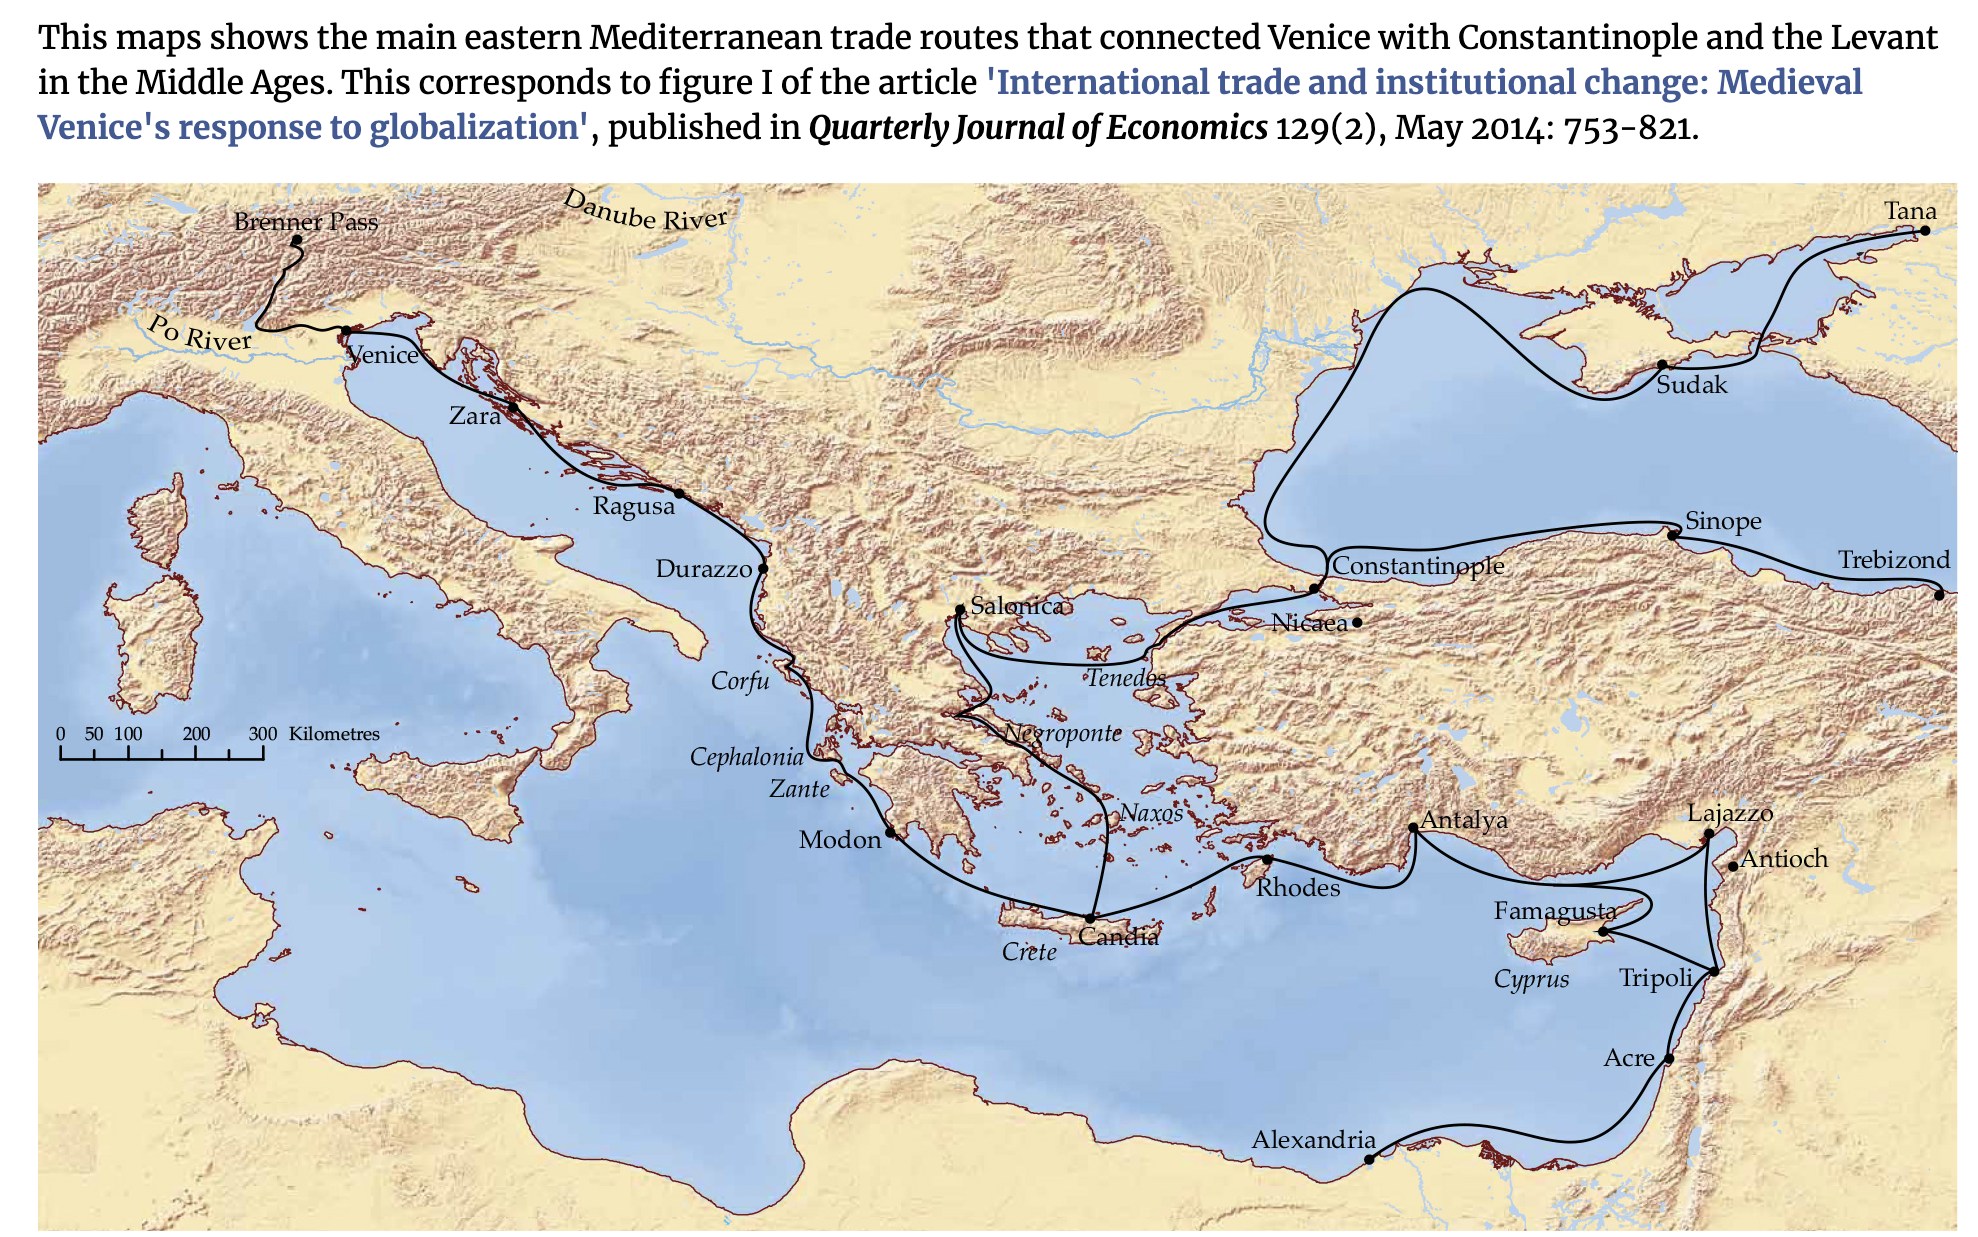 This maps shows the main eastern Mediterranean trade routes that connected Venice with Constantinople and the Levant
in the Middle Ages. This corresponds to figure I of the article 'International trade and institutional change: Medieval
Venice's response to globalization', published in Quarterly Journal of Economics 129(2), May 2014: 753-821.
Danube River
Tana
Brenner Pass
Po River
Venice
Sudak
Zara
Ragusa
Sinope
Durazzo
Constantinople
Trebizond
Salonica
Nicaea
Corfu
Tenedos
0 50 100 200 300 Kilometres
Negroponte
Cephalonia
Zante
Naxos
Modon
Antalya
Lajazzo
Antioch
Rhodes
Famagusta
Candia
Crete
Cyprus
Tripoli
Acre
Alexandria